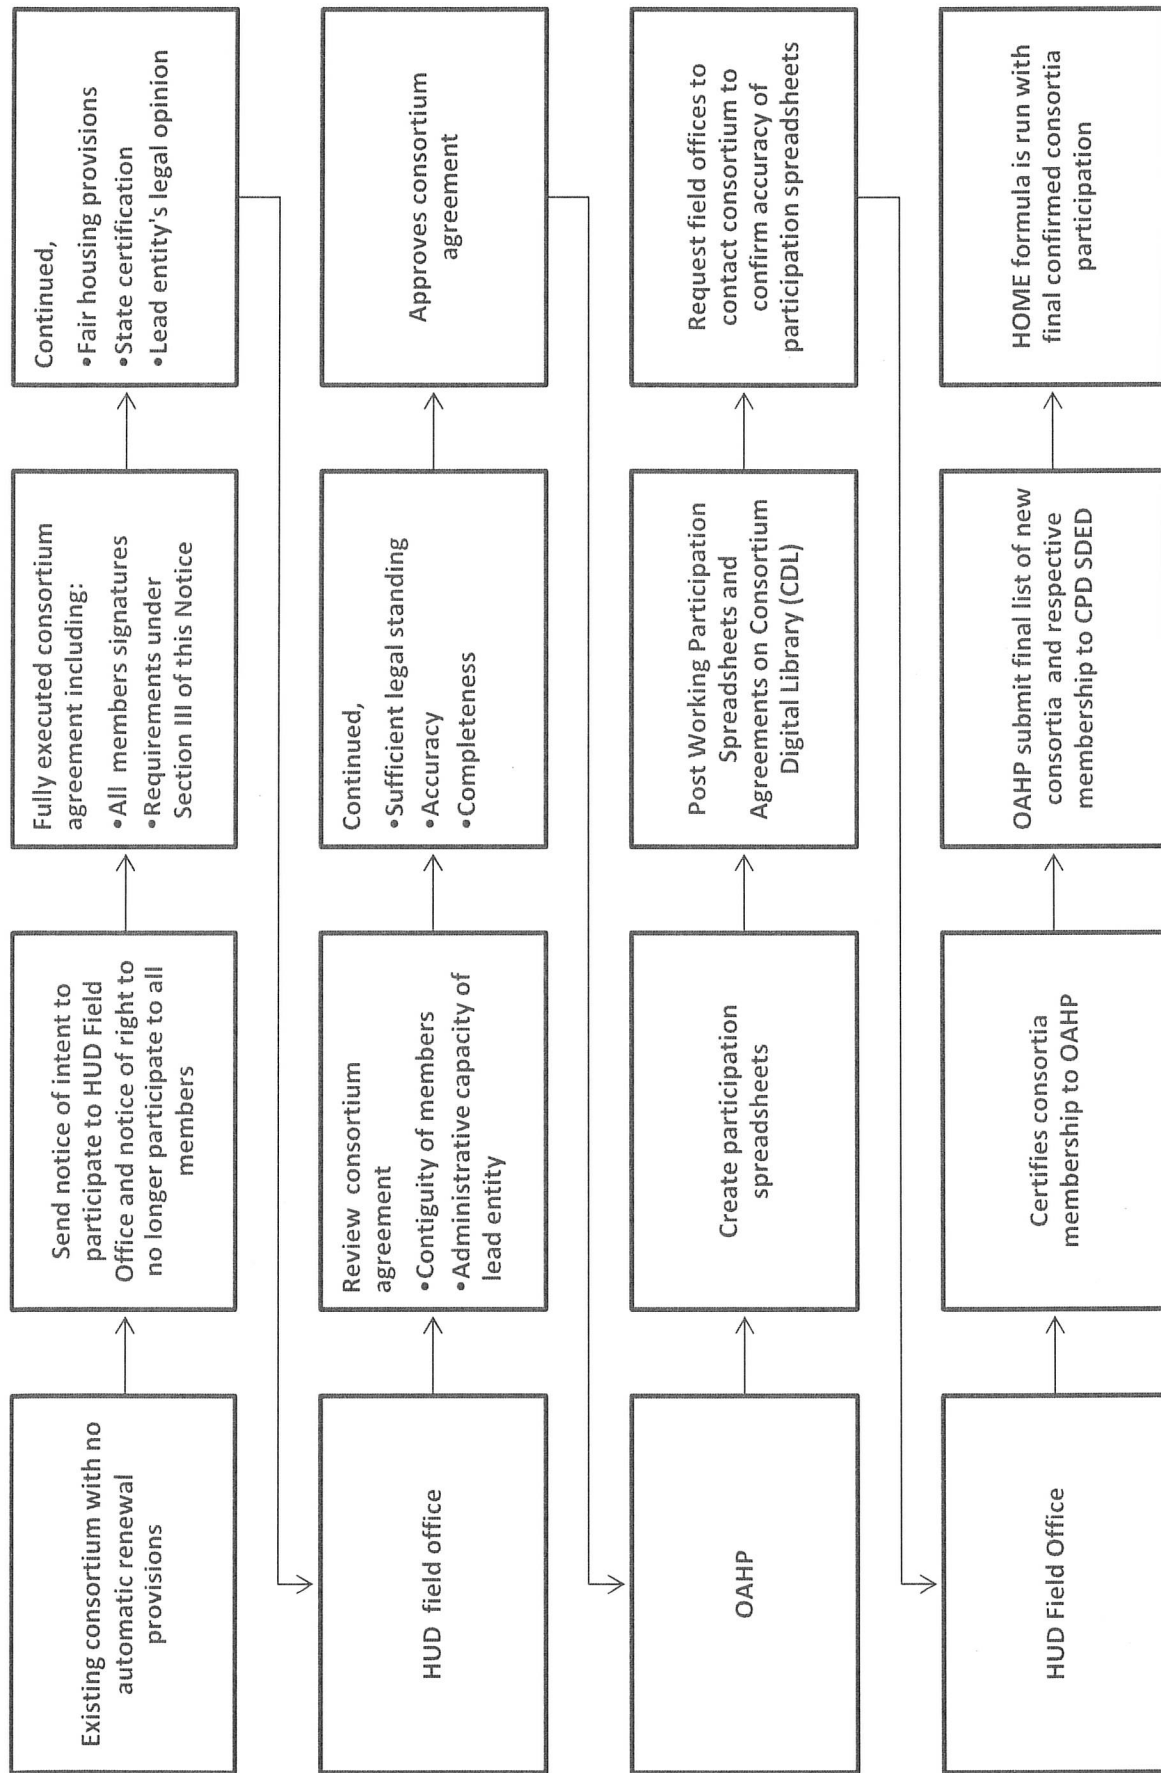 Existing consortium with no
automatic renewal
provisions
Send notice of intent to
participate to HUD Field
Office and notice of right to
no longer participate to all
members
Fully executed consortium
agreement including:
•All members signatures
•Requirements under
Section III of this Notice
Continued,
•Fair housing provisions
•State certification
•Lead entity's legal opinion
HUD field office
Review consortium
agreement
•Contiguity of members
•Administrative capacity of
lead entity
Continued,
•Sufficient legal standing
•Accuracy
•Completeness
Approves consortium
agreement
OAHP
Create participation
spreadsheets
Post Working Participation
Spreadsheets and
Agreements on Consortium
Digital Library (CDL)
Request field offices to
contact consortium to
confirm accuracy of
participation spreadsheets
HUD Field Office
Certifies consortia
membership to OAHP
OAHP submit final list of new
consortia and respective
membership to CPD SDED
HOME formula is run with
final confirmed consortia
participation